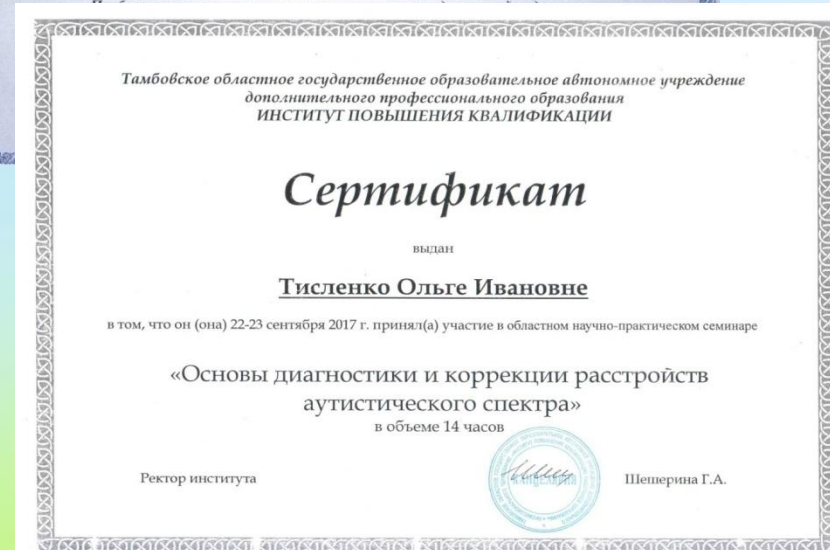 Тамбовское областное государственное образовательное автономное учреждение
дополнительного профессионального образования
ИНСТИТУТ ПОВЫШЕНИЯ КВАЛИФИКАЦИИ
Сертификат
выдан
Тисленко Ольге Ивановне
в том, что он (она) 22-23 сентября 2017 г. принял(а) участие в областном научно-практическом семинаре
«Основы диагностики и коррекции расстройств
аутистического спектра»
в объеме 14 часов
Ректор института
КАНЦЕЛЯРИЯ
Шешерина Г.А.